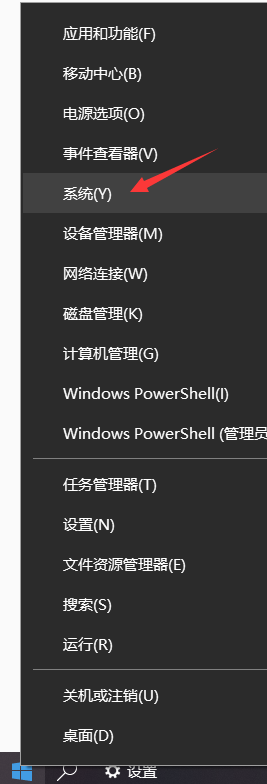 应用和功能(F)
移动中心(B)
电源选项(O)
事件查看器(V)
系统(Y)
设备管理器(M)
网络连接(W)
磁盘管理(K)
计算机管理(G)
Windows PowerShell(I)
Windows PowerShell (管理员
任务管理器(T)
设置(N)
文件资源管理器(E)
搜索(S)
运行(R)
关机或注销(U)
桌面(D)
设置